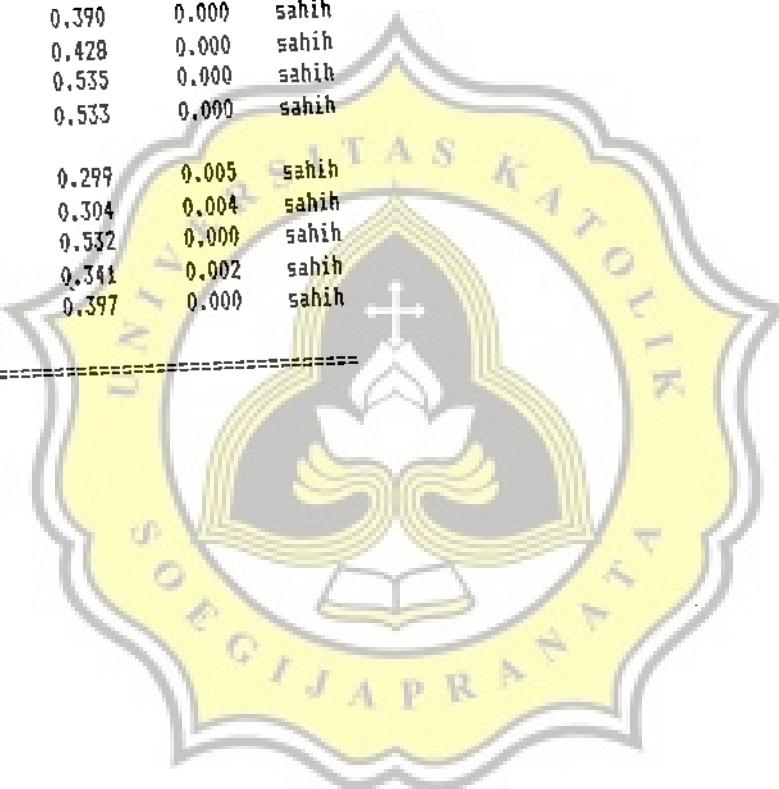 0.390 0.000 sahih
0.428 0.000 sahih
0.535 0.000 sahih
0.533 0.000 sahih
0.299 0.005 sahih
0.304 0.004 sahih
0.532 0.000 sahih
0.341 0.002 sahih
0.397 0.000 sahih
UNIVERSITAS KATOLIK
SOEGIJAPRANATA